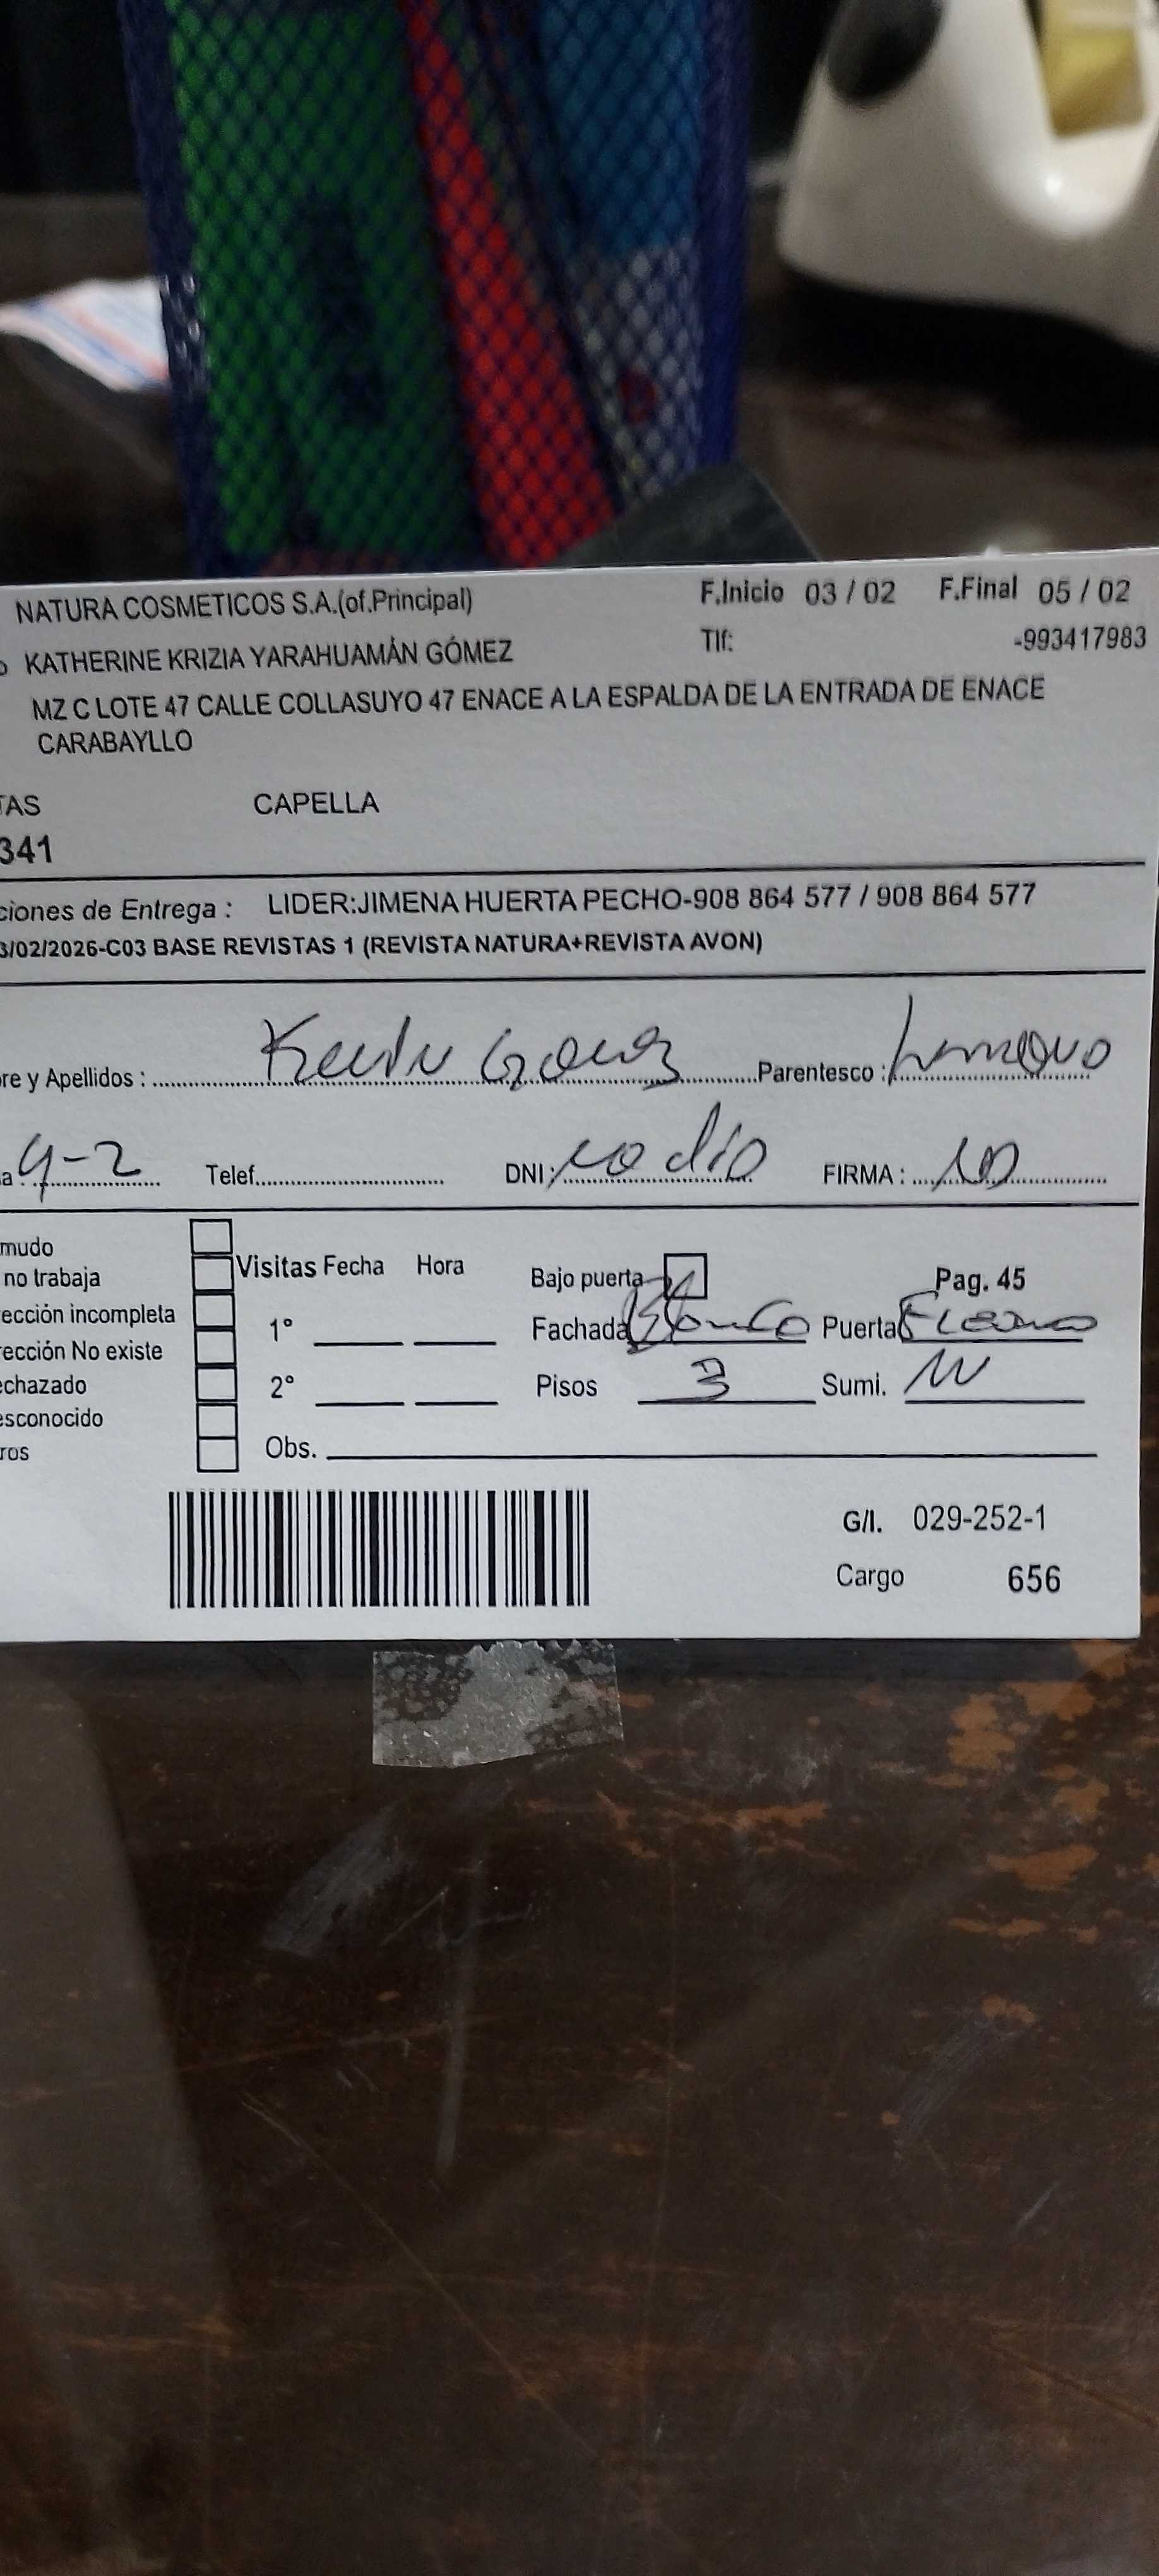 NATURA COSMETICOS S.A.(of.Principal) F.Inicio 03 / 02 F.Final 05 / 02
o KATHERINE KRIZIA YARAHUAMÁN GÓMEZ Tlf: -993417983
MZ C LOTE 47 CALLE COLLASUYO 47 ENACE A LA ESPALDA DE LA ENTRADA DE ENACE
CARABAYLLO
TAS CAPELLA
341
ciones de Entrega : LIDER:JIMENA HUERTA PECHO-908 864 577 / 908 864 577
3/02/2026-C03 BASE REVISTAS 1 (REVISTA NATURA+REVISTA AVON)
re y Apellidos : Parentesco :
a : 4-2 Telef. DNI: no dio FIRMA :
mudo
no trabaja Visitas Fecha Hora Bajo puerta Pag. 45
ección incompleta 1° Fachada Blanco Puerta
ección No existe
echazado 2° Pisos 3 Sumi.
esconocido
ros Obs.
G/I. 029-252-1
Cargo 656